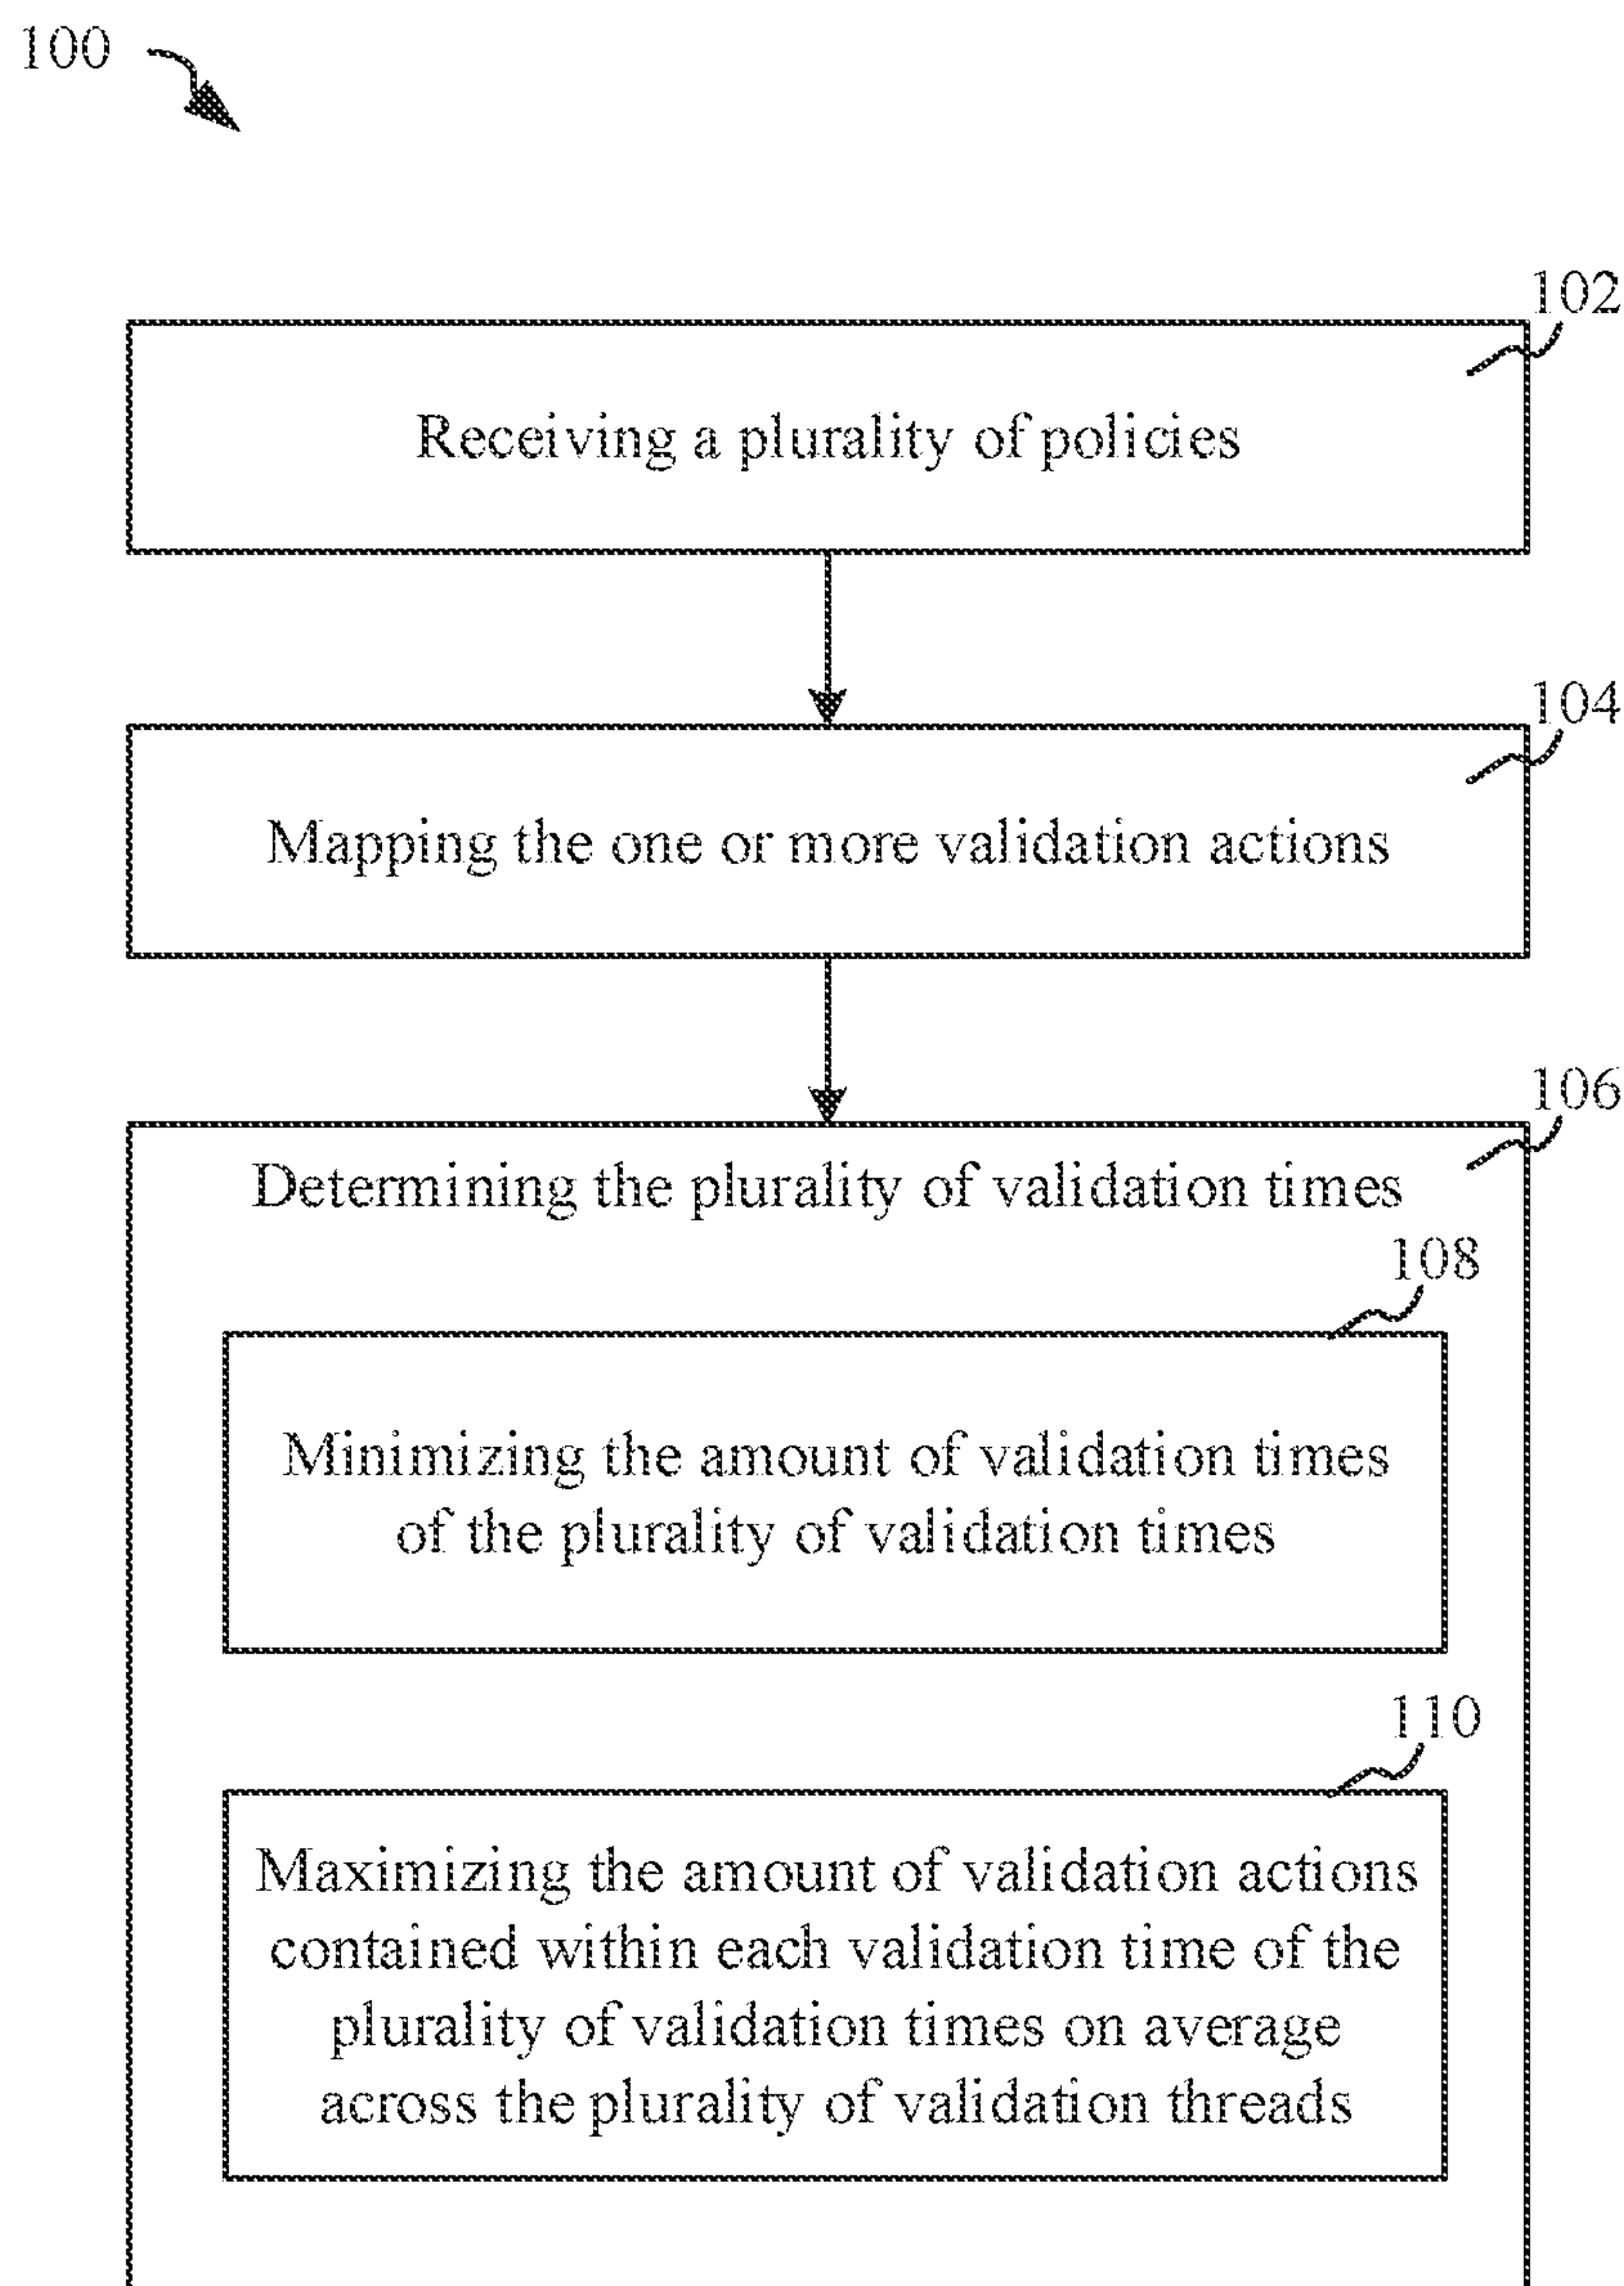 100
102
Receiving a plurality of policies
104
Mapping the one or more validation actions
106
Determining the plurality of validation times
108
Minimizing the amount of validation times
of the plurality of validation times
110
Maximizing the amount of validation actions
contained within each validation time of the
plurality of validation times on average
across the plurality of validation threads